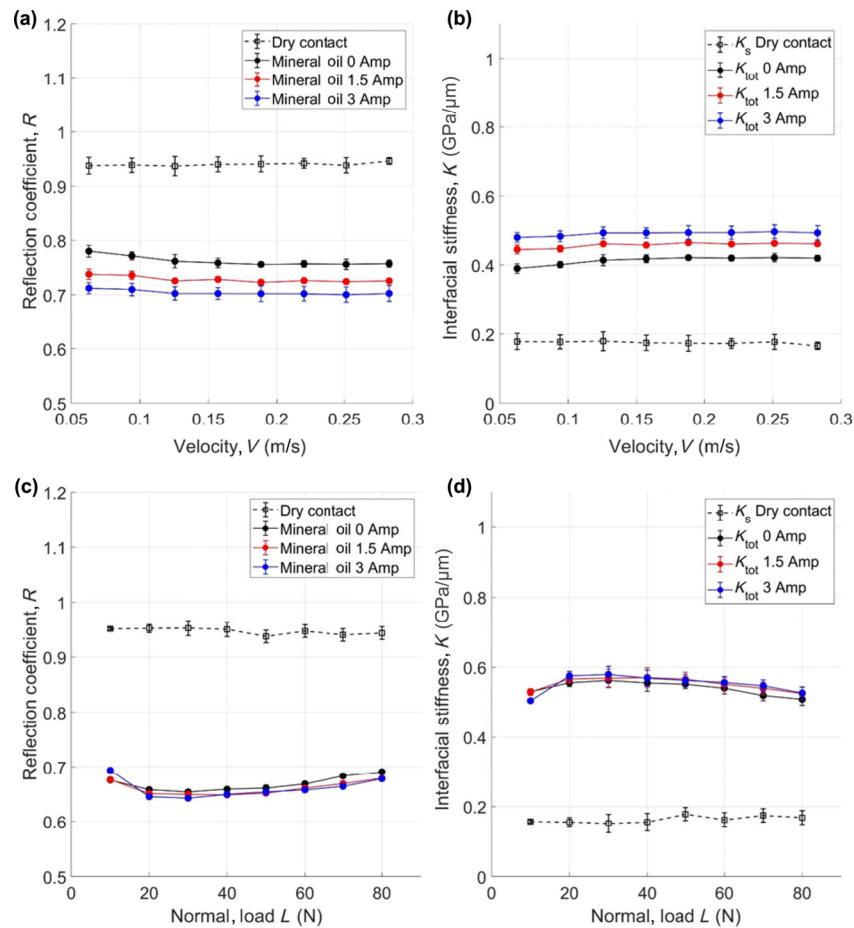 (a)
1.2
1.1
1
0.9
0.8
0.7
0.6
0.5
Reflection coefficient, R
Dry contact
Mineral oil 0 Amp
Mineral oil 1.5 Amp
Mineral oil 3 Amp
0.05 0.1 0.15 0.2 0.25 0.3
Velocity, V (m/s)
(b)
1
0.8
0.6
0.4
0.2
0
Interfacial stiffness, K (GPa/μm)
Ks Dry contact
Ktot 0 Amp
Ktot 1.5 Amp
Ktot 3 Amp
0.05 0.1 0.15 0.2 0.25 0.3
Velocity, V (m/s)
(c)
1.2
1.1
1
0.9
0.8
0.7
0.6
0.5
Reflection coefficient, R
Dry contact
Mineral oil 0 Amp
Mineral oil 1.5 Amp
Mineral oil 3 Amp
0 20 40 60 80
Normal, load L (N)
(d)
1
0.8
0.6
0.4
0.2
0
Interfacial stiffness, K (GPa/μm)
Ks Dry contact
Ktot 0 Amp
Ktot 1.5 Amp
Ktot 3 Amp
0 20 40 60 80
Normal, load L (N)